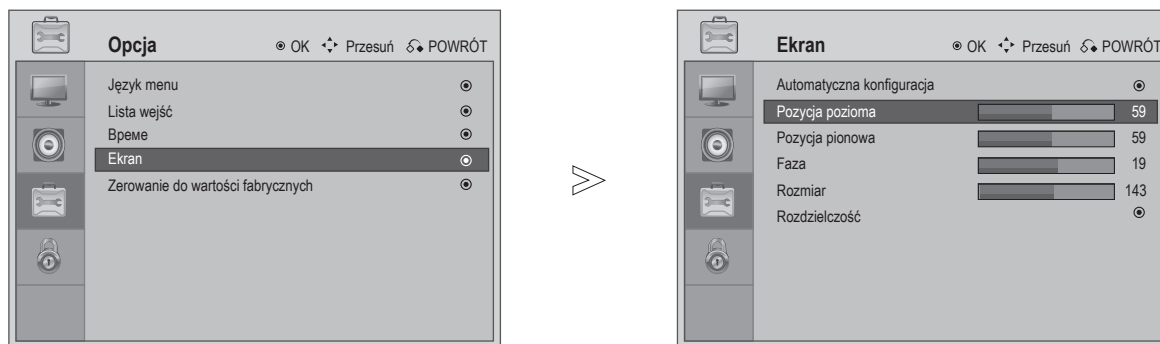 Opcja OK Przesuń POWRÓT
Język menu
Lista wejść
Време
Ekran
Zerowanie do wartości fabrycznych
Ekran OK Przesuń POWRÓT
Automatyczna konfiguracja
Pozycja pozioma 59
Pozycja pionowa 59
Faza 19
Rozmiar 143
Rozdzielczość